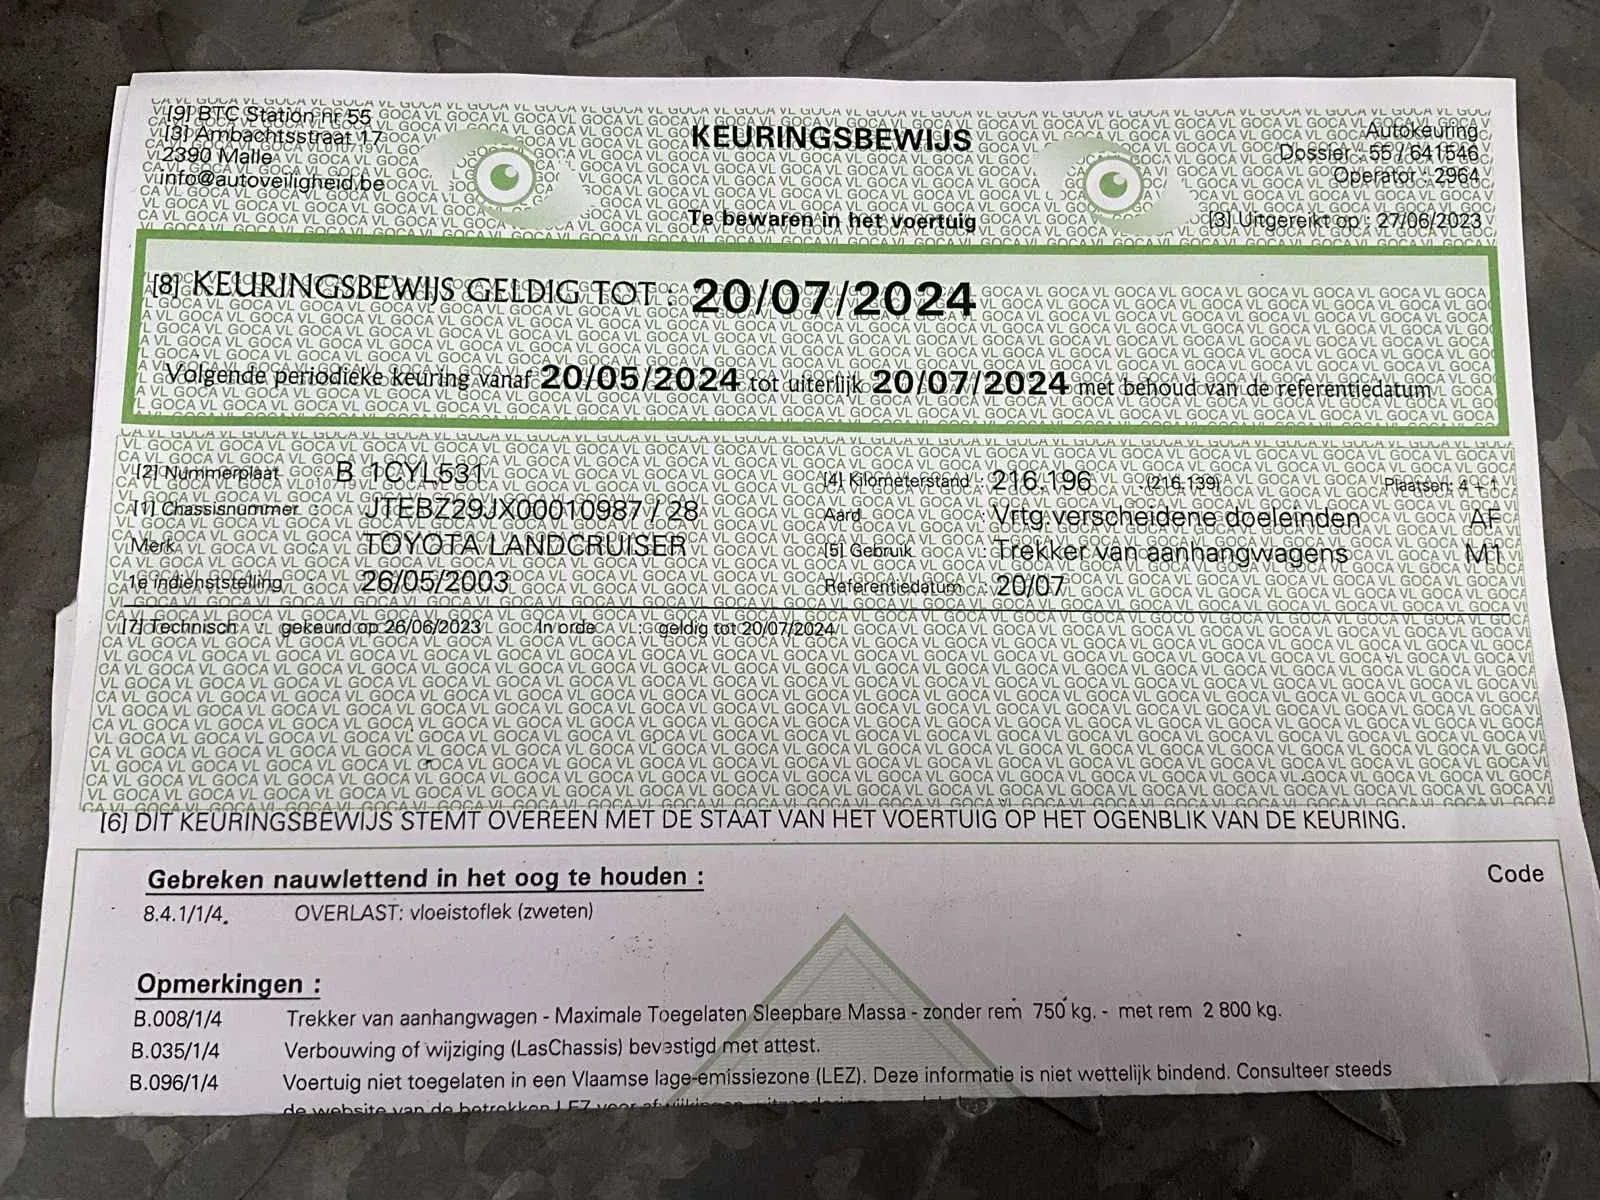 [9] BTC Station nr 55
[3] Ambachtsstraat 17
2390 Malle
info@autoveiligheid.be
KEURINGSBEWIJS
Te bewaren in het voertuig
Autokeuring
Dossier : 55 / 641546
Operator : 2964
[3] Uitgereikt op : 27/06/2023
[8] KEURINGSBEWIJS GELDIG TOT : 20/07/2024
Volgende periodieke keuring vanaf 20/05/2024 tot uiterlijk 20/07/2024 met behoud van de referentiedatum
[2] Nummerplaat : B 1CYL531
[1] Chassisnummer : JTEBZ29JX00010987 / 28
Merk : TOYOTA LANDCRUISER
1e indienststelling : 26/05/2003
[4] Kilometerstand : 216.196 (216.139) Plaatsen: 4 + 1
Aard : Vrtg.verscheidene doeleinden AF
[5] Gebruik : Trekker van aanhangwagens M1
Referentiedatum : 20/07
[7] Technisch gekeurd op 26/06/2023 In orde : geldig tot 20/07/2024
[6] DIT KEURINGSBEWIJS STEMT OVEREEN MET DE STAAT VAN HET VOERTUIG OP HET OGENBLIK VAN DE KEURING.
Gebreken nauwlettend in het oog te houden : Code
8.4.1/1/4. OVERLAST: vloeistoflek (zweten)
Opmerkingen :
B.008/1/4 Trekker van aanhangwagen - Maximale Toegelaten Sleepbare Massa - zonder rem 750 kg. - met rem 2 800 kg.
B.035/1/4 Verbouwing of wijziging (LasChassis) bevestigd met attest.
B.096/1/4 Voertuig niet toegelaten in een Vlaamse lage-emissiezone (LEZ). Deze informatie is niet wettelijk bindend. Consulteer steeds
de website van de betrokken LEZ voor